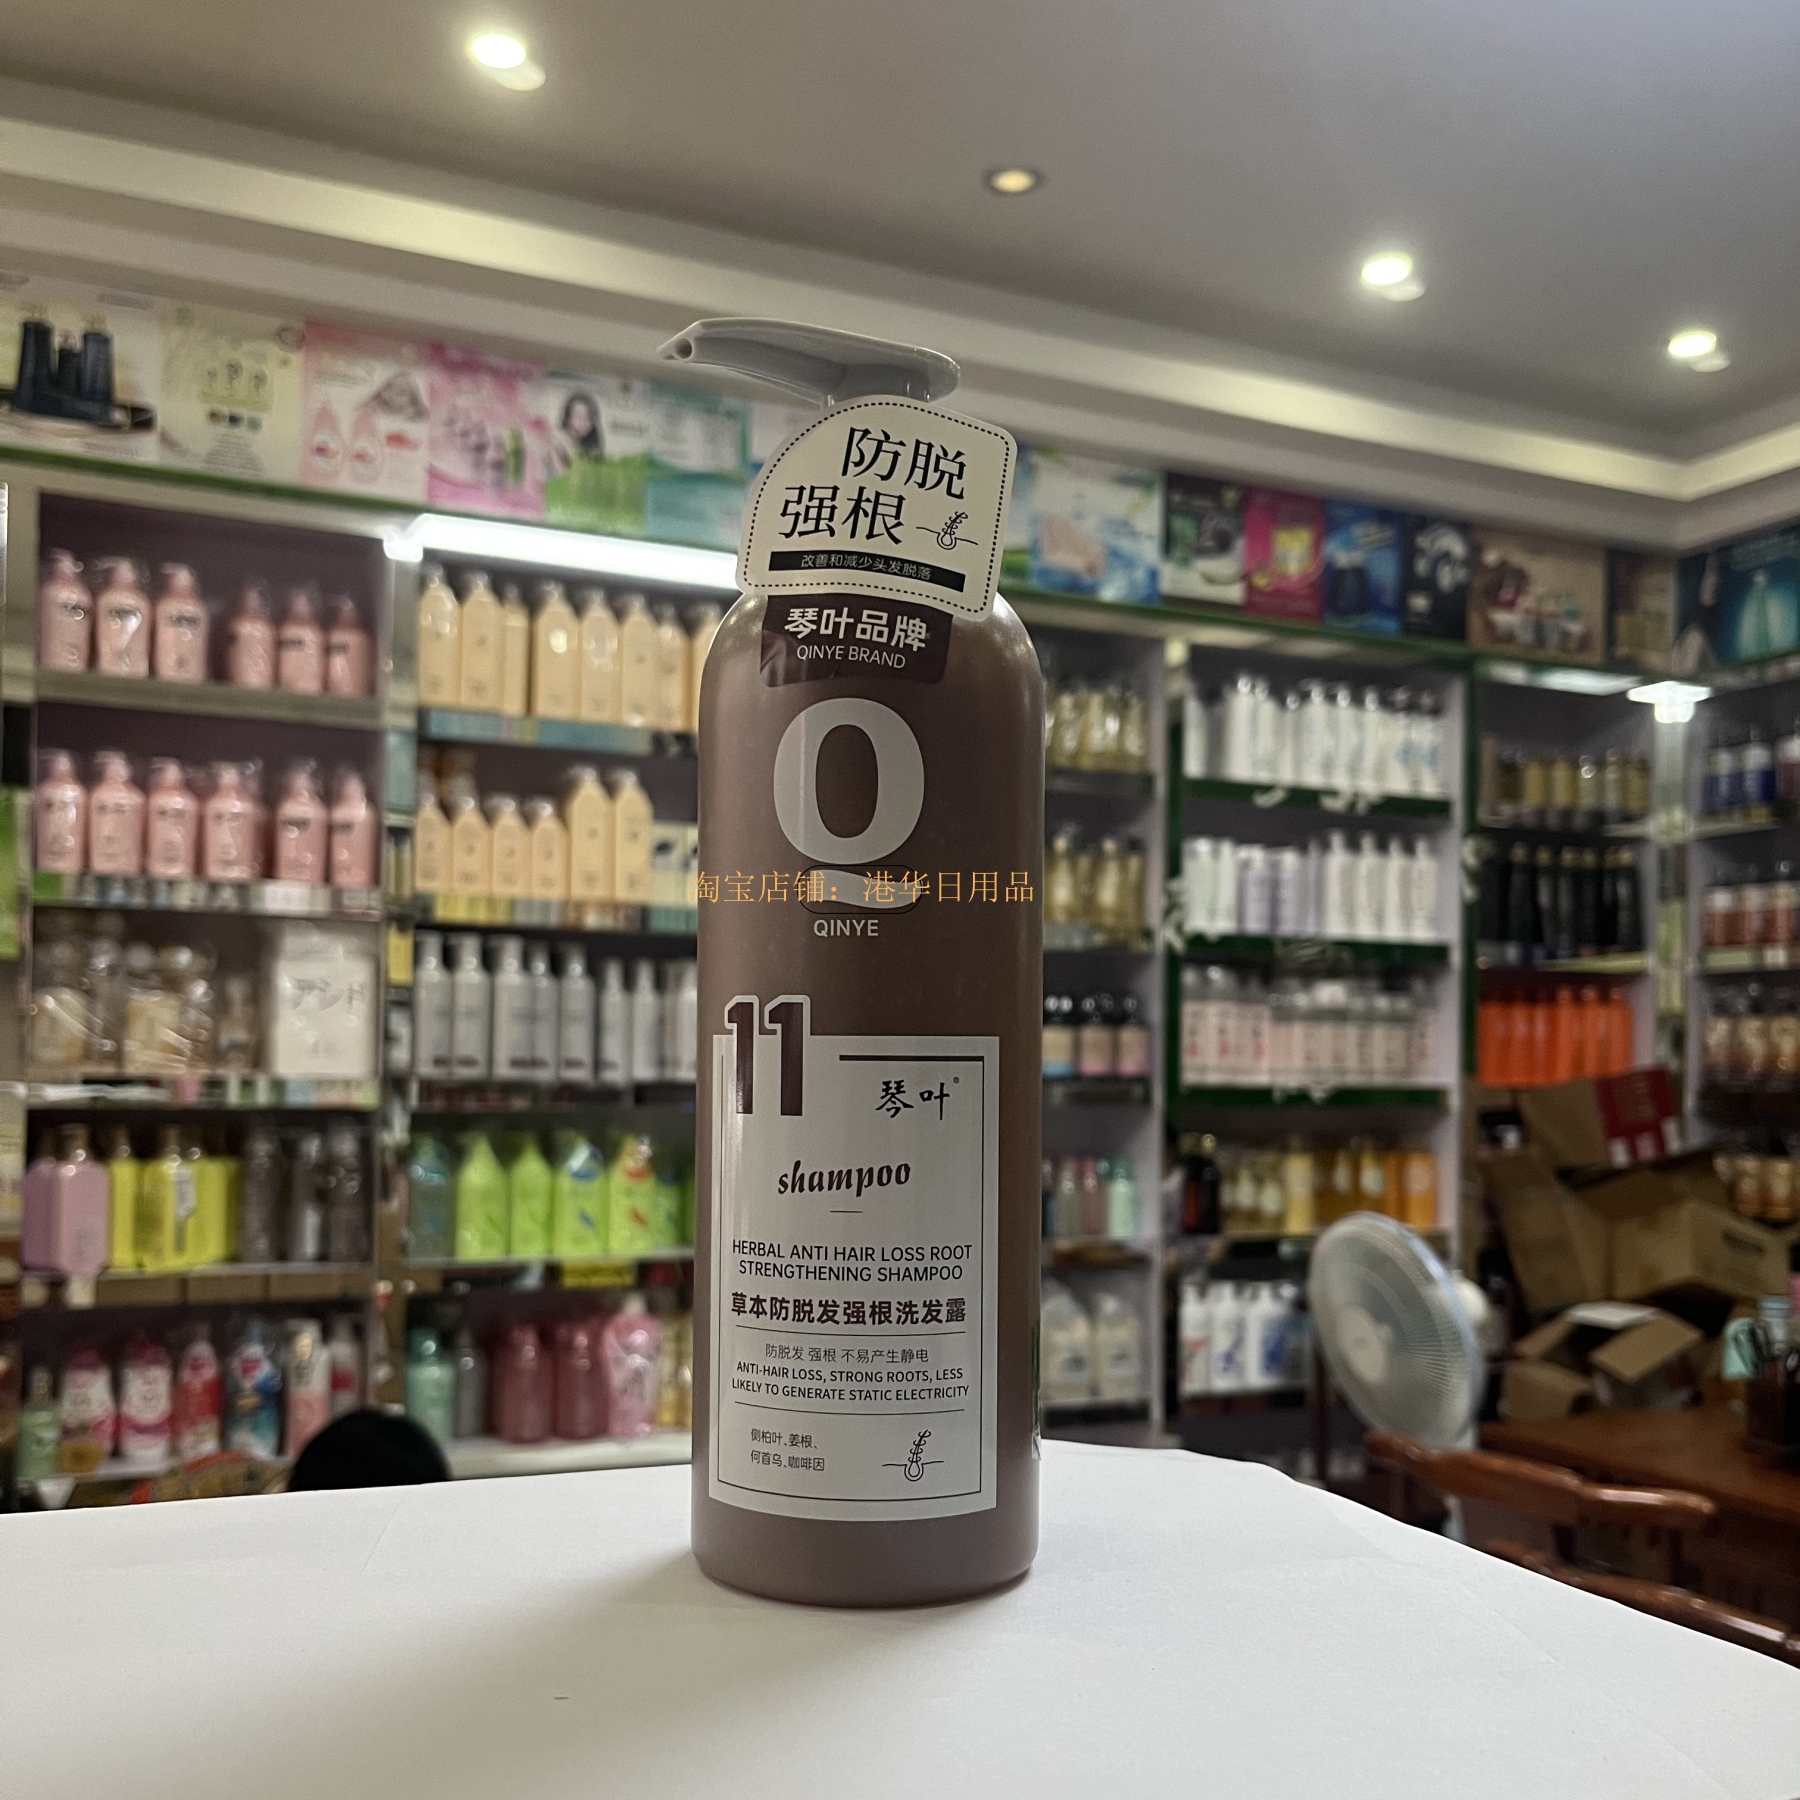 防脱
强根
改善和减少头发脱落
琴叶品牌
QINYE BRAND
Q
淘宝店铺：港华日用品
QINYE
11
琴叶®
shampoo
HERBAL ANTI HAIR LOSS ROOT
STRENGTHENING SHAMPOO
草本防脱发强根洗发露
防脱发 强根 不易产生静电
ANTI-HAIR LOSS, STRONG ROOTS, LESS
LIKELY TO GENERATE STATIC ELECTRICITY
侧柏叶、姜根、
何首乌、咖啡因